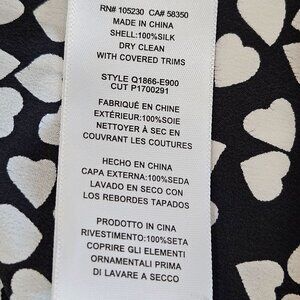 RN# 105230 CA# 58350
MADE IN CHINA
SHELL:100%SILK
DRY CLEAN
WITH COVERED TRIMS
STYLE Q1866-E900
CUT P1700291
FABRIQUÉ EN CHINE
EXTÉRIEUR:100%SOIE
NETTOYER À SEC EN
COUVRANT LES COUTURES
HECHO EN CHINA
CAPA EXTERNA:100%SEDA
LAVADO EN SECO CON
LOS REBORDES TAPADOS
PRODOTTO IN CINA
RIVESTIMENTO:100%SETA
COPRIRE GLI ELEMENTI
ORNAMENTALI PRIMA
DI LAVARE A SECCO